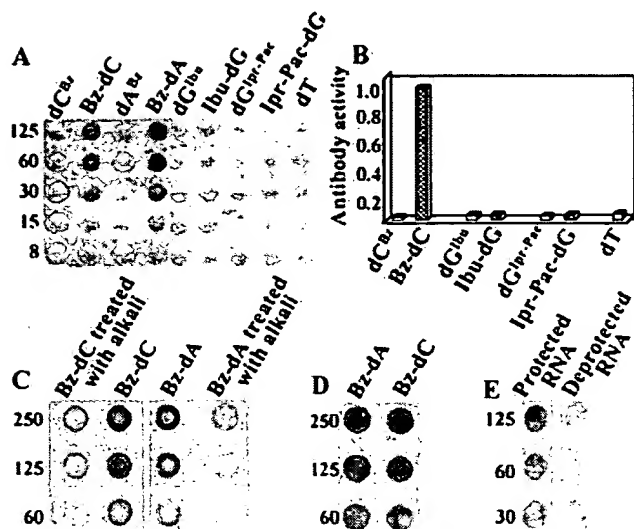 A
dC^Bz
Bz-dC
dA^Bz
Bz-dA
dG^Ibu
Ibu-dG
dG^Ipr-Pac
Ipr-Pac-dG
dT
125
60
30
15
8
B
Antibody activity
1.0
0.8
0.6
0.4
0.2
dC^Bz
Bz-dC
dG^Ibu
Ibu-dG
dG^Ipr-Pac
Ipr-Pac-dG
dT
C
Bz-dC treated
with alkali
Bz-dC
Bz-dA
Bz-dA treated
with alkali
250
125
60
D
Bz-dA
Bz-dC
250
125
60
E
Protected
RNA
Deprotected
RNA
125
60
30